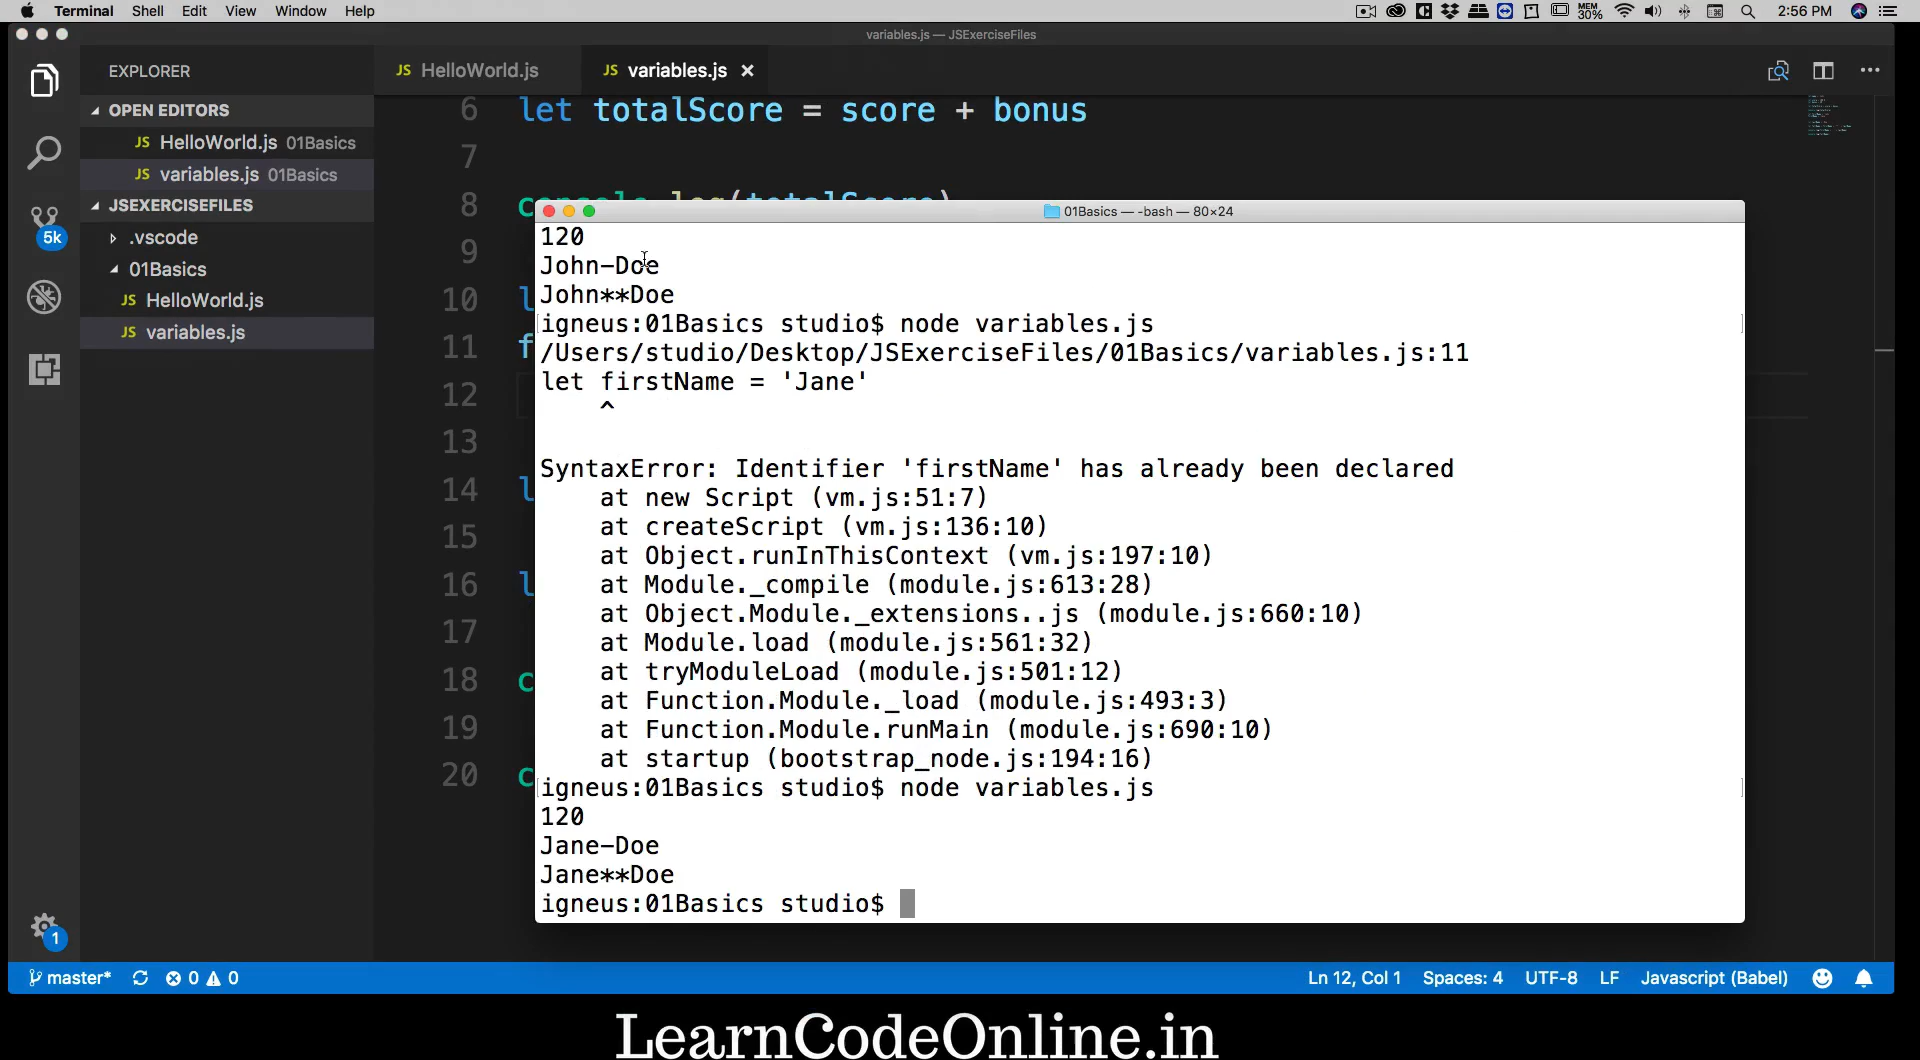 Terminal Shell Edit View Window Help MEM 30% 2:56 PM
variables.js — JSExerciseFiles
EXPLORER
JS HelloWorld.js JS variables.js ×
OPEN EDITORS
JS HelloWorld.js 01Basics
JS variables.js 01Basics
JSEXERCISEFILES
.vscode
01Basics
JS HelloWorld.js
JS variables.js
5k
1
6 let totalScore = score + bonus
7
8 console.log(totalScore)
9
10 l
11 f
12
13
14 l
15
16 l
17
18 c
19
20 c
01Basics — -bash — 80×24
120
John-Doe
John**Doe
igneus:01Basics studio$ node variables.js
/Users/studio/Desktop/JSExerciseFiles/01Basics/variables.js:11
let firstName = 'Jane'
^
SyntaxError: Identifier 'firstName' has already been declared
at new Script (vm.js:51:7)
at createScript (vm.js:136:10)
at Object.runInThisContext (vm.js:197:10)
at Module._compile (module.js:613:28)
at Object.Module._extensions..js (module.js:660:10)
at Module.load (module.js:561:32)
at tryModuleLoad (module.js:501:12)
at Function.Module._load (module.js:493:3)
at Function.Module.runMain (module.js:690:10)
at startup (bootstrap_node.js:194:16)
igneus:01Basics studio$ node variables.js
120
Jane-Doe
Jane**Doe
igneus:01Basics studio$
master* 0 0 Ln 12, Col 1 Spaces: 4 UTF-8 LF Javascript (Babel)
LearnCodeOnline.in